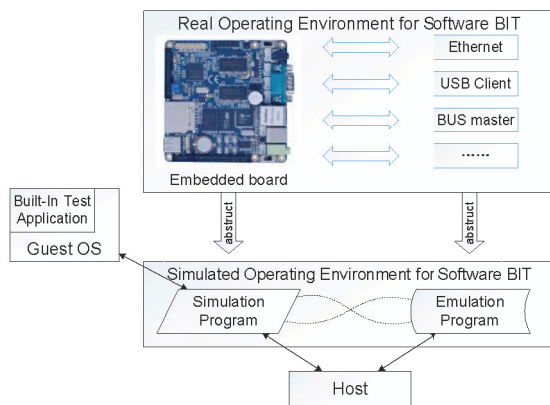 Real Operating Environment for Software BIT
Ethernet
USB Client
BUS master
······
Embedded board
abstruct
abstruct
Built-In Test
Application
Guest OS
Simulated Operating Environment for Software BIT
Simulation
Program
Emulation
Program
Host